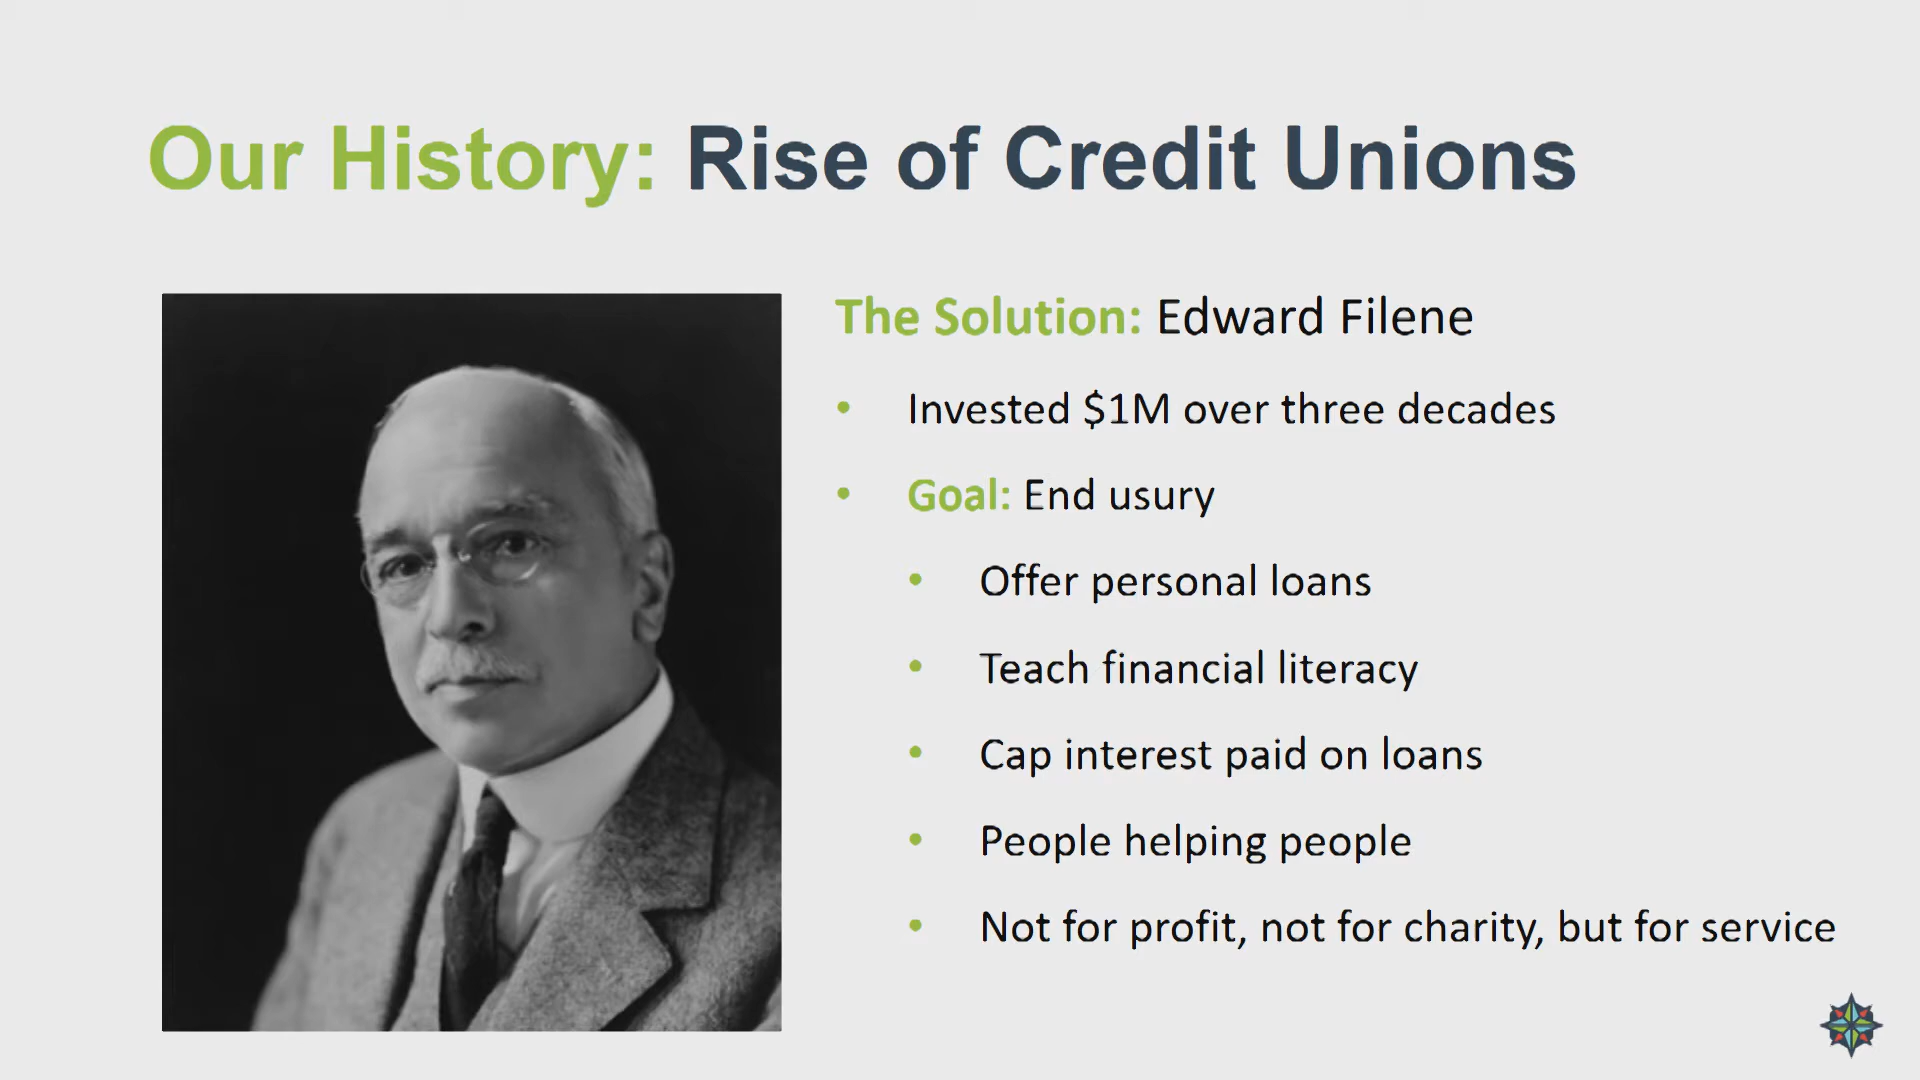 Our History: Rise of Credit Unions
The Solution: Edward Filene
• Invested $1M over three decades
• Goal: End usury
• Offer personal loans
• Teach financial literacy
• Cap interest paid on loans
• People helping people
• Not for profit, not for charity, but for service